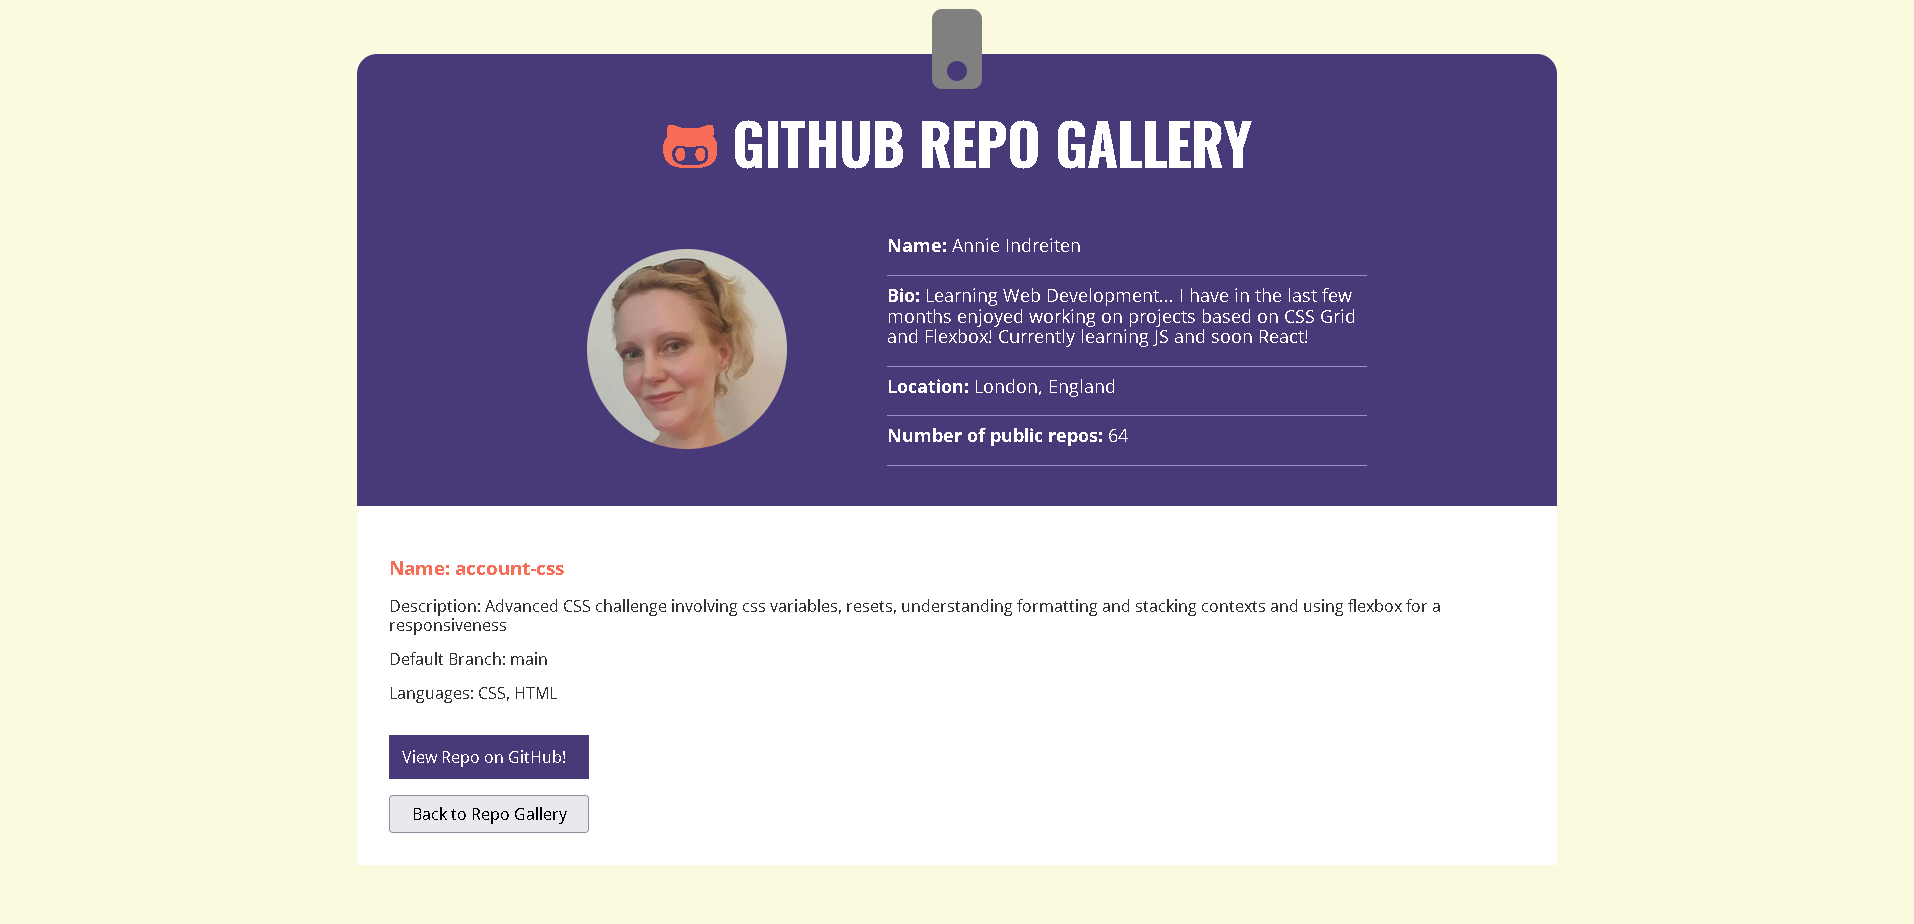 GITHUB REPO GALLERY
Name: Annie Indreiten
Bio: Learning Web Development... I have in the last few
months enjoyed working on projects based on CSS Grid
and Flexbox! Currently learning JS and soon React!
Location: London, England
Number of public repos: 64
Name: account-css
Description: Advanced CSS challenge involving css variables, resets, understanding formatting and stacking contexts and using flexbox for a
responsiveness
Default Branch: main
Languages: CSS, HTML
View Repo on GitHub!
Back to Repo Gallery